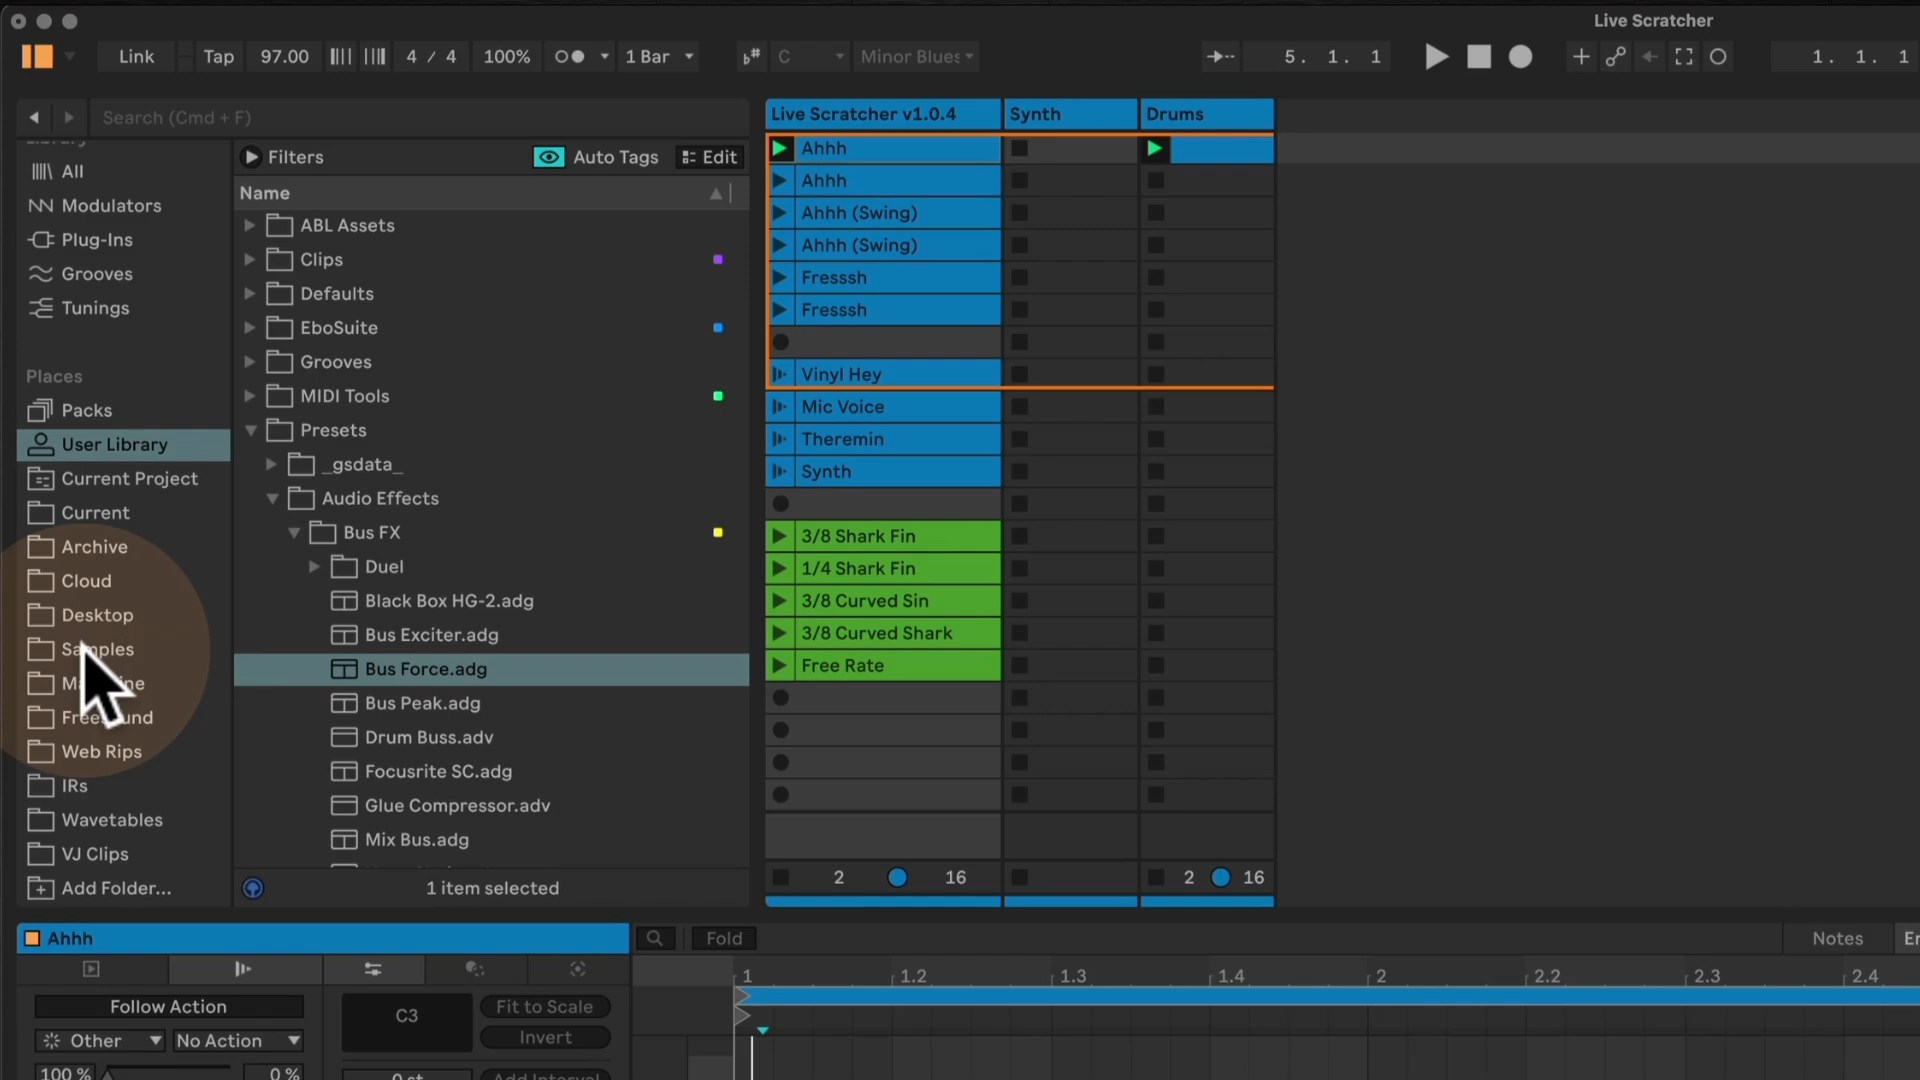 Live Scratcher
Link Tap 97.00 4 / 4 100% 1 Bar C Minor Blues 5. 1. 1 1. 1. 1
Search (Cmd + F)
All
Modulators
Plug-Ins
Grooves
Tunings
Places
Packs
User Library
Current Project
Current
Archive
Cloud
Desktop
Samples
Web Rips
IRs
Wavetables
VJ Clips
Add Folder...
Filters Auto Tags Edit
Name
ABL Assets
Clips
Defaults
EboSuite
Grooves
MIDI Tools
Presets
_gsdata_
Audio Effects
Bus FX
Duel
Black Box HG-2.adg
Bus Exciter.adg
Bus Force.adg
Bus Peak.adg
Drum Buss.adv
Focusrite SC.adg
Glue Compressor.adv
Mix Bus.adg
1 item selected
Live Scratcher v1.0.4 Synth Drums
Ahhh
Ahhh
Ahhh (Swing)
Ahhh (Swing)
Fresssh
Fresssh
Vinyl Hey
Mic Voice
Theremin
Synth
3/8 Shark Fin
1/4 Shark Fin
3/8 Curved Sin
3/8 Curved Shark
Free Rate
2 16 2 16
Ahhh
Follow Action
Other No Action
100 % 0 %
C3
Fit to Scale
Invert
0 st
Add Interval
Fold Notes
1 1.2 1.3 1.4 2 2.2 2.3 2.4